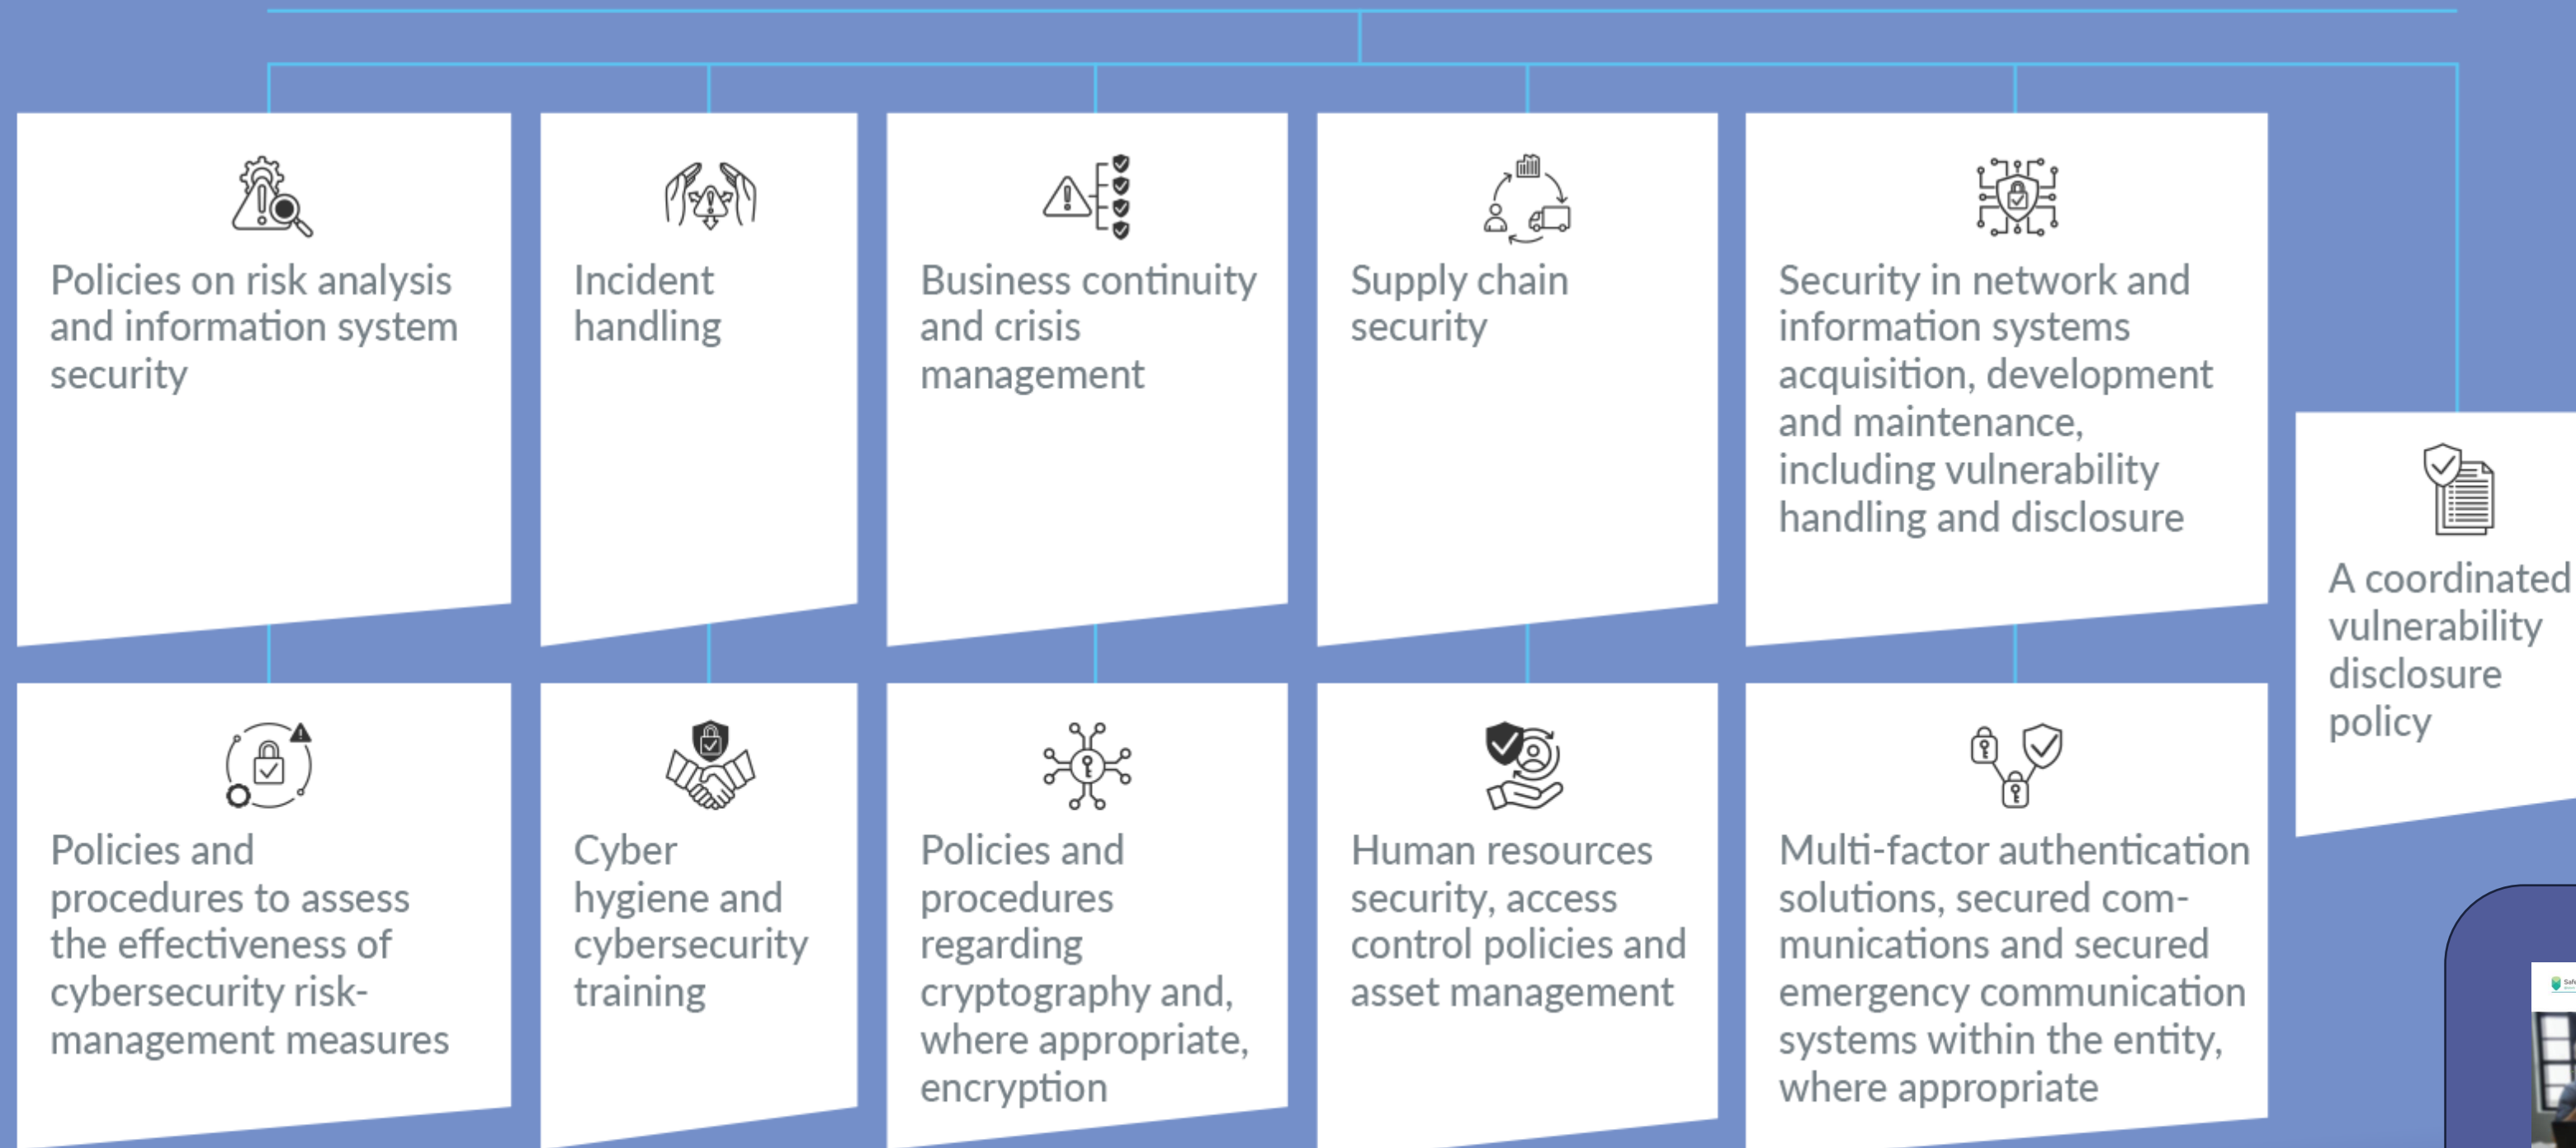 Policies on risk analysis
and information system
security
Incident
handling
Business continuity
and crisis
management
Supply chain
security
Security in network and
information systems
acquisition, development
and maintenance,
including vulnerability
handling and disclosure
A coordinated
vulnerability
disclosure
policy
Policies and
procedures to assess
the effectiveness of
cybersecurity risk-
management measures
Cyber
hygiene and
cybersecurity
training
Policies and
procedures
regarding
cryptography and,
where appropriate,
encryption
Human resources
security, access
control policies and
asset management
Multi-factor authentication
solutions, secured com-
munications and secured
emergency communication
systems within the entity,
where appropriate